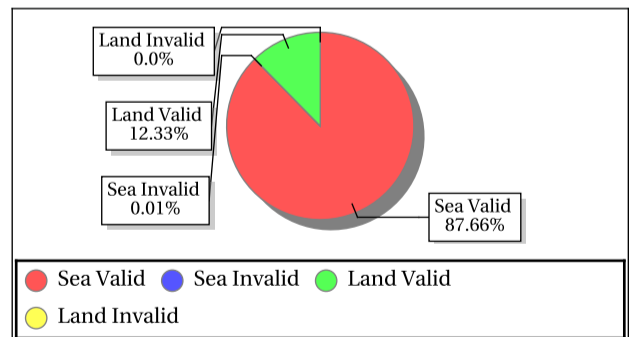 Land Invalid
0.0%
Land Valid
12.33%
Sea Invalid
0.01%
Sea Valid
87.66%
Sea Valid Sea Invalid Land Valid
Land Invalid